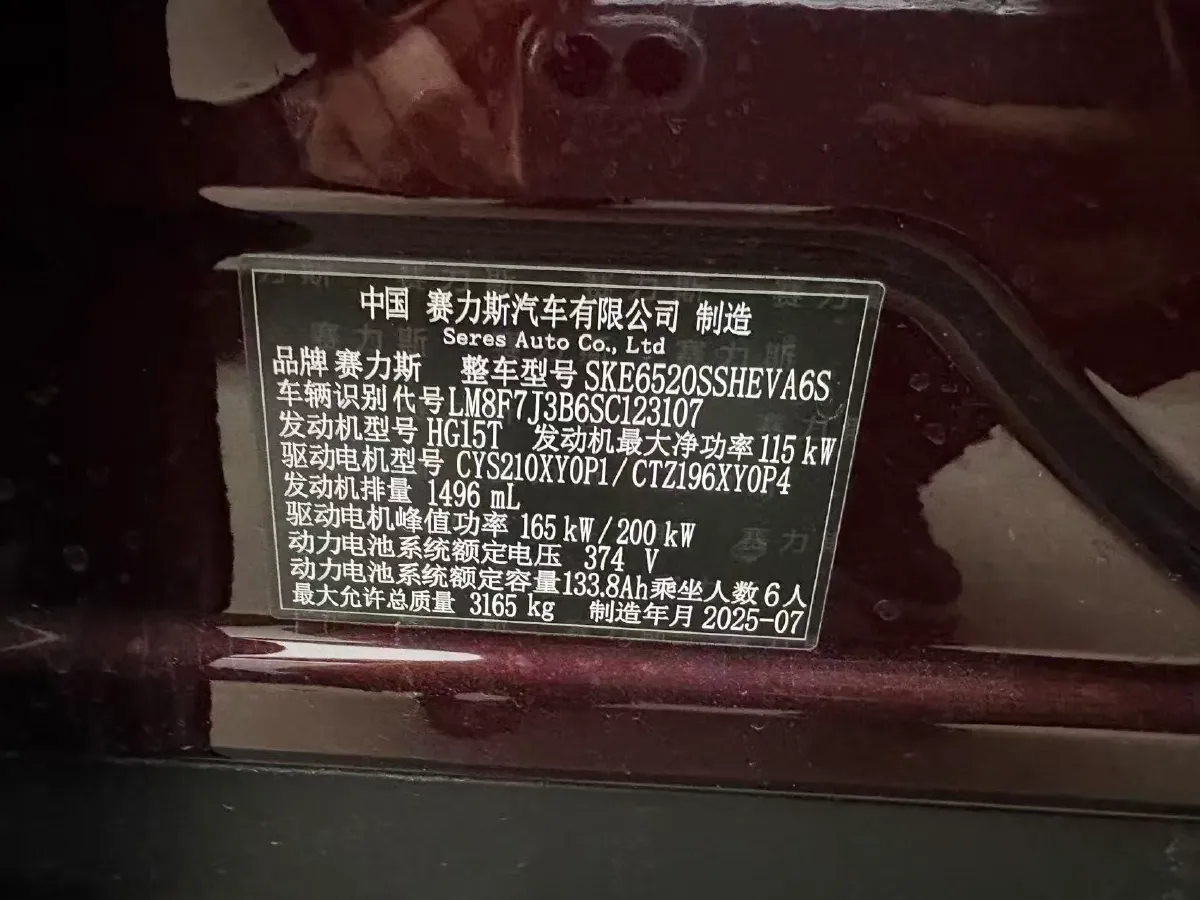 中国 赛力斯汽车有限公司 制造
Seres Auto Co., Ltd
品牌 赛力斯 整车型号 SKE6520SSHEVA6S
车辆识别代号 LM8F7J3B6SC123107
发动机型号 HG15T 发动机最大净功率 115 kW
驱动电机型号 CYS210XY0P1/CTZ196XY0P4
发动机排量 1496 mL
驱动电机峰值功率 165 kW/200 kW
动力电池系统额定电压 374 V
动力电池系统额定容量 133.8Ah 乘坐人数 6 人
最大允许总质量 3165 kg 制造年月 2025-07